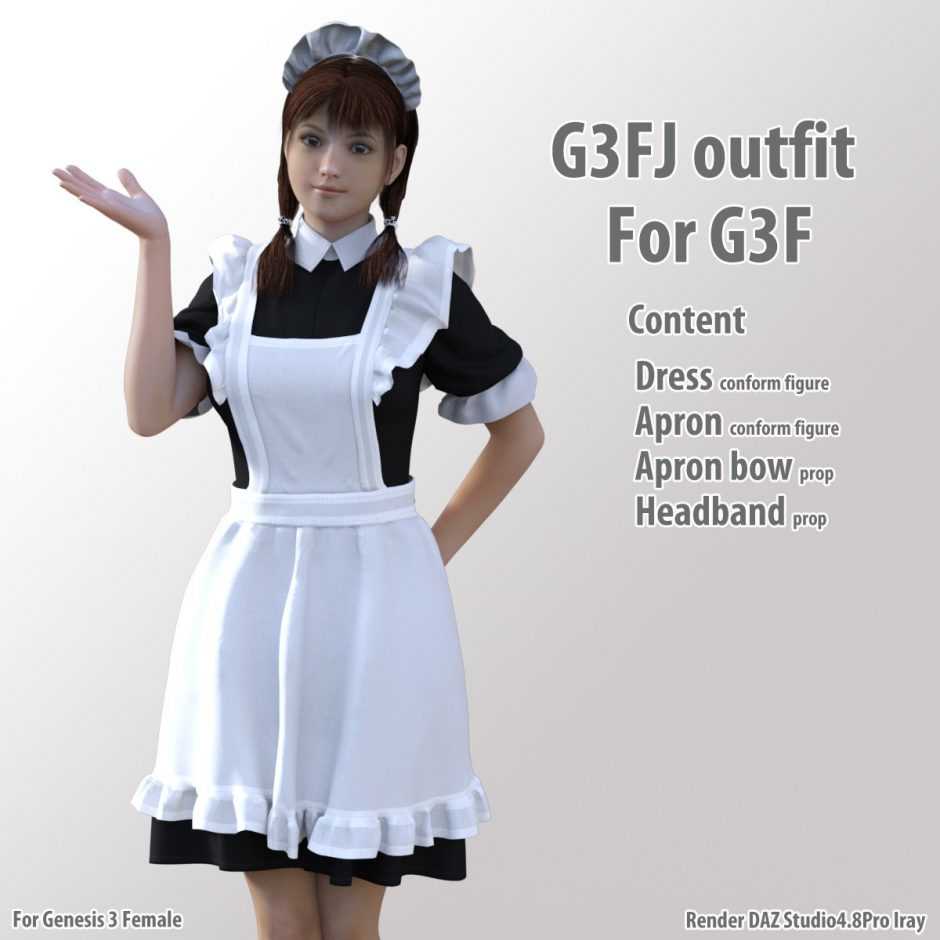 G3FJ outfit
For G3F
Content
Dress conform figure
Apron conform figure
Apron bow prop
Headband prop
For Genesis 3 Female
Render DAZ Studio4.8Pro Iray